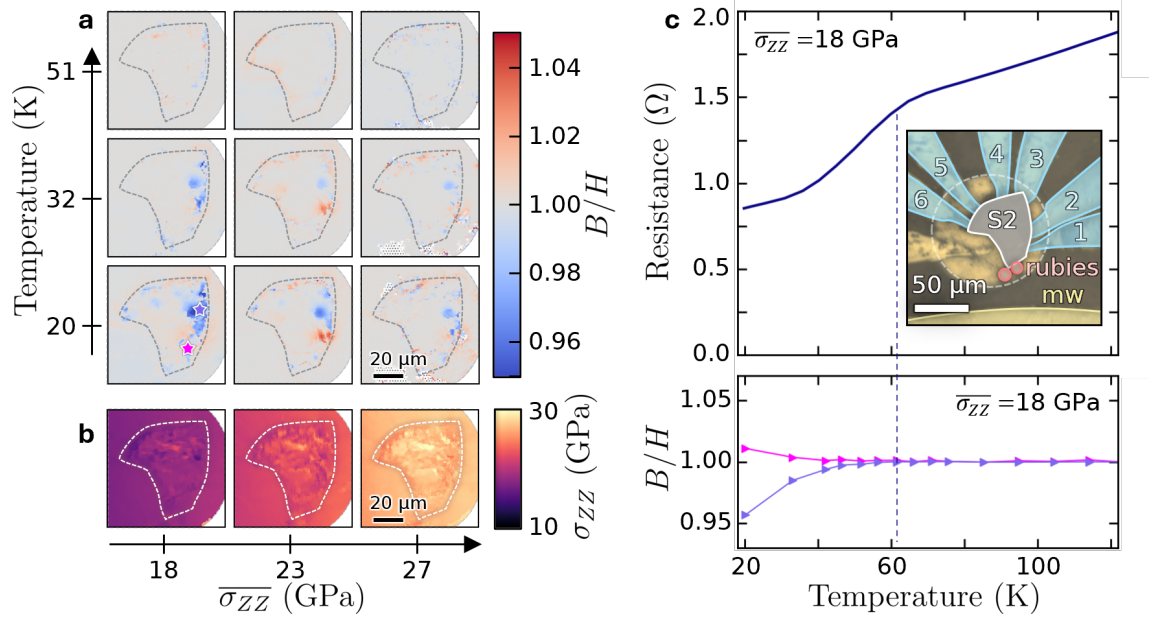 a
Temperature (K)
51
32
20
20 µm
1.04
1.02
1.00
0.98
0.96
B/H
b
20 µm
20 µm
30
10
σZZ (GPa)
18
23
27
σZZ (GPa)
c
Resistance (Ω)
2.0
1.5
1.0
0.5
0.0
σZZ =18 GPa
6
5
4
3
2
1
S2
rubies
mw
50 µm
B/H
1.05
1.00
0.95
σZZ =18 GPa
20
60
100
Temperature (K)